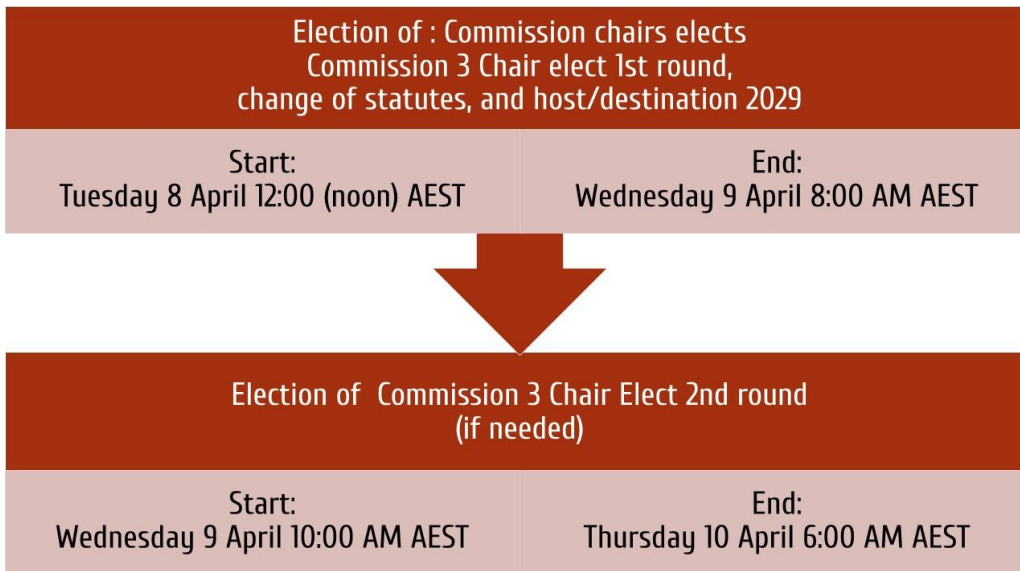 Election of : Commission chairs elects
Commission 3 Chair elect 1st round,
change of statutes, and host/destination 2029
Start:
Tuesday 8 April 12:00 (noon) AEST
End:
Wednesday 9 April 8:00 AM AEST
Election of  Commission 3 Chair Elect 2nd round
(if needed)
Start:
Wednesday 9 April 10:00 AM AEST
End:
Thursday 10 April 6:00 AM AEST